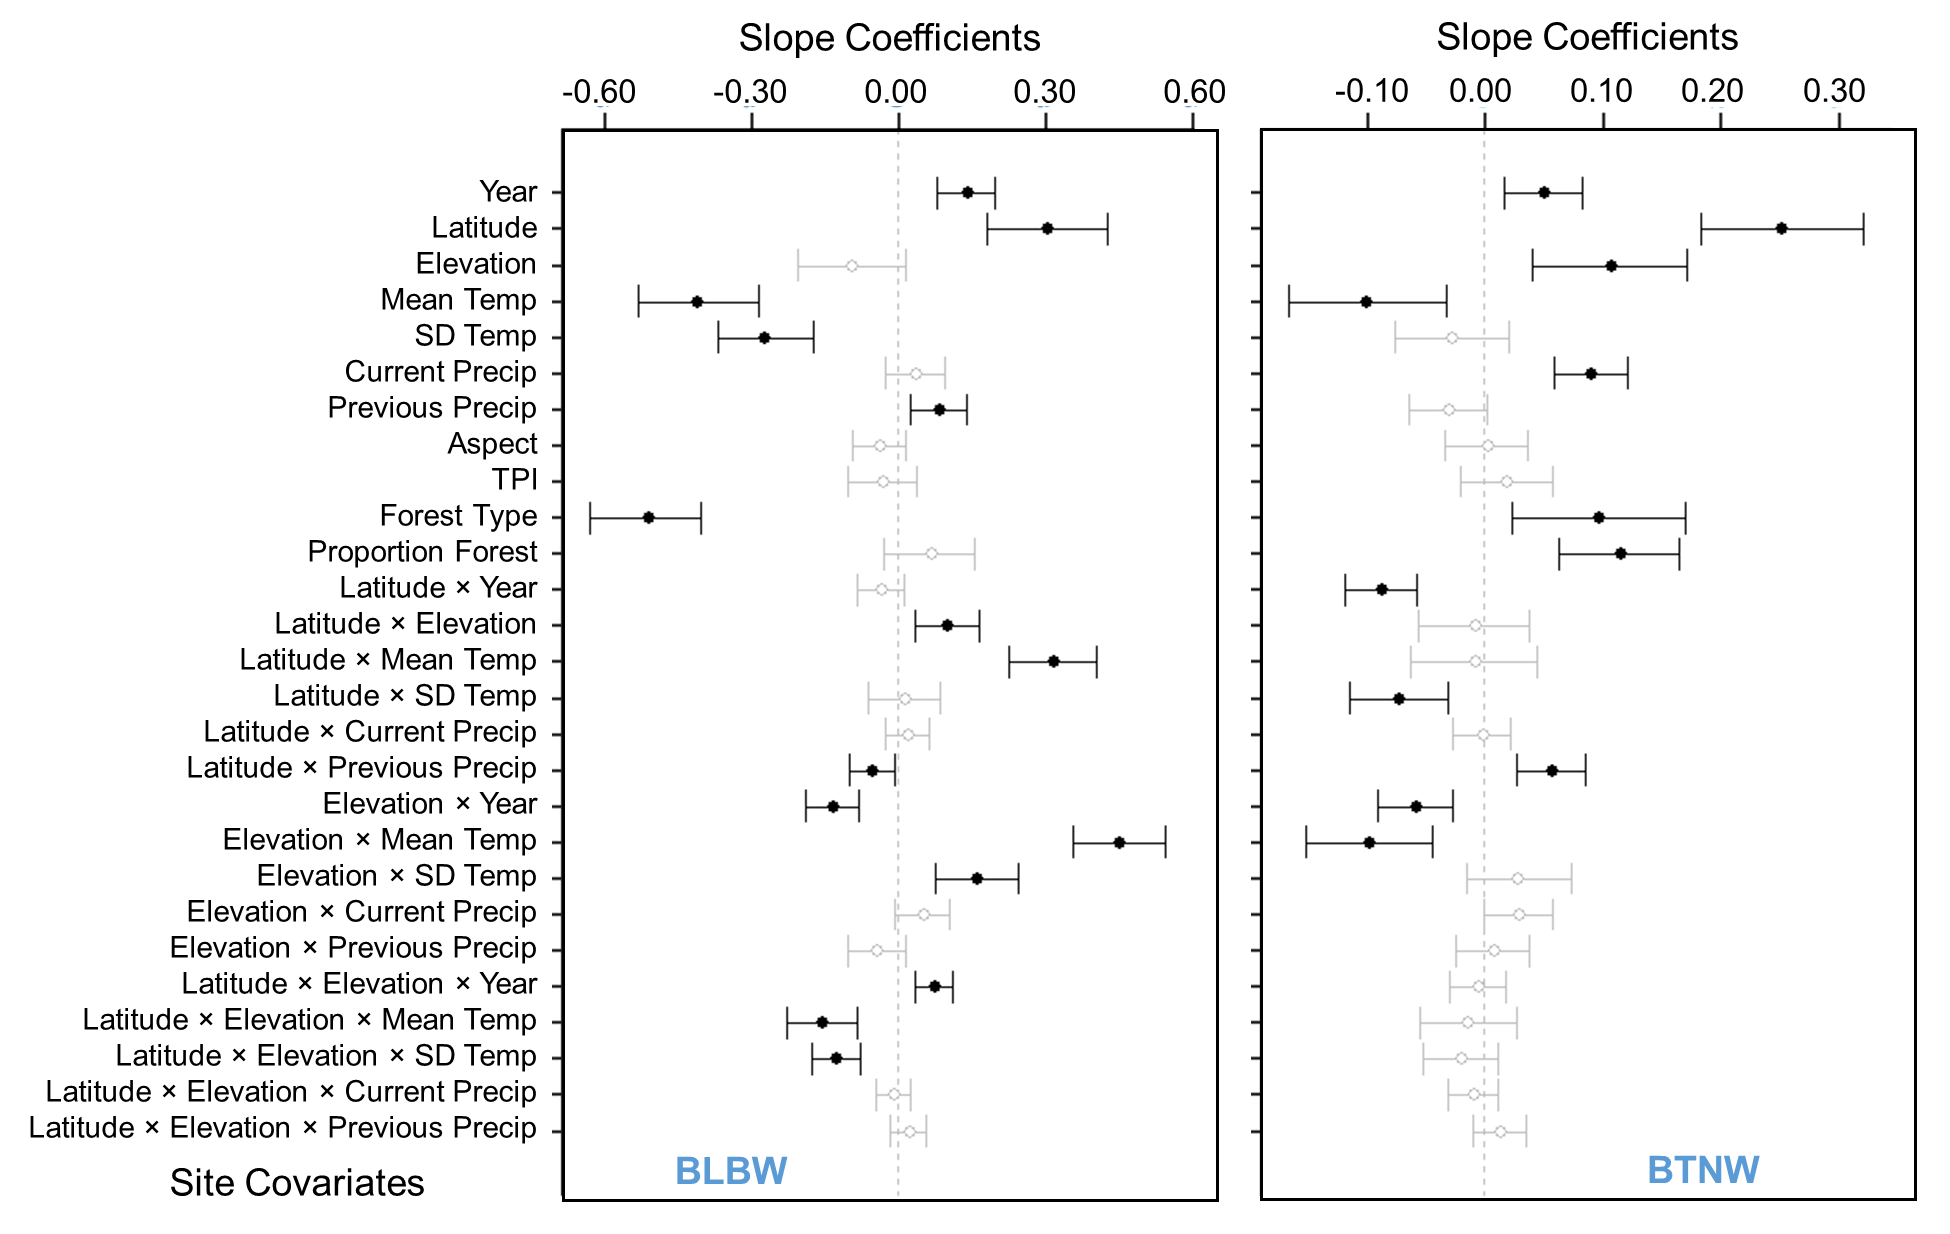 Slope Coefficients
Slope Coefficients
-0.60 -0.30 0.00 0.30 0.60
-0.10 0.00 0.10 0.20 0.30
Year
Latitude
Elevation
Mean Temp
SD Temp
Current Precip
Previous Precip
Aspect
TPI
Forest Type
Proportion Forest
Latitude × Year
Latitude × Elevation
Latitude × Mean Temp
Latitude × SD Temp
Latitude × Current Precip
Latitude × Previous Precip
Elevation × Year
Elevation × Mean Temp
Elevation × SD Temp
Elevation × Current Precip
Elevation × Previous Precip
Latitude × Elevation × Year
Latitude × Elevation × Mean Temp
Latitude × Elevation × SD Temp
Latitude × Elevation × Current Precip
Latitude × Elevation × Previous Precip
Site Covariates
BLBW
BTNW